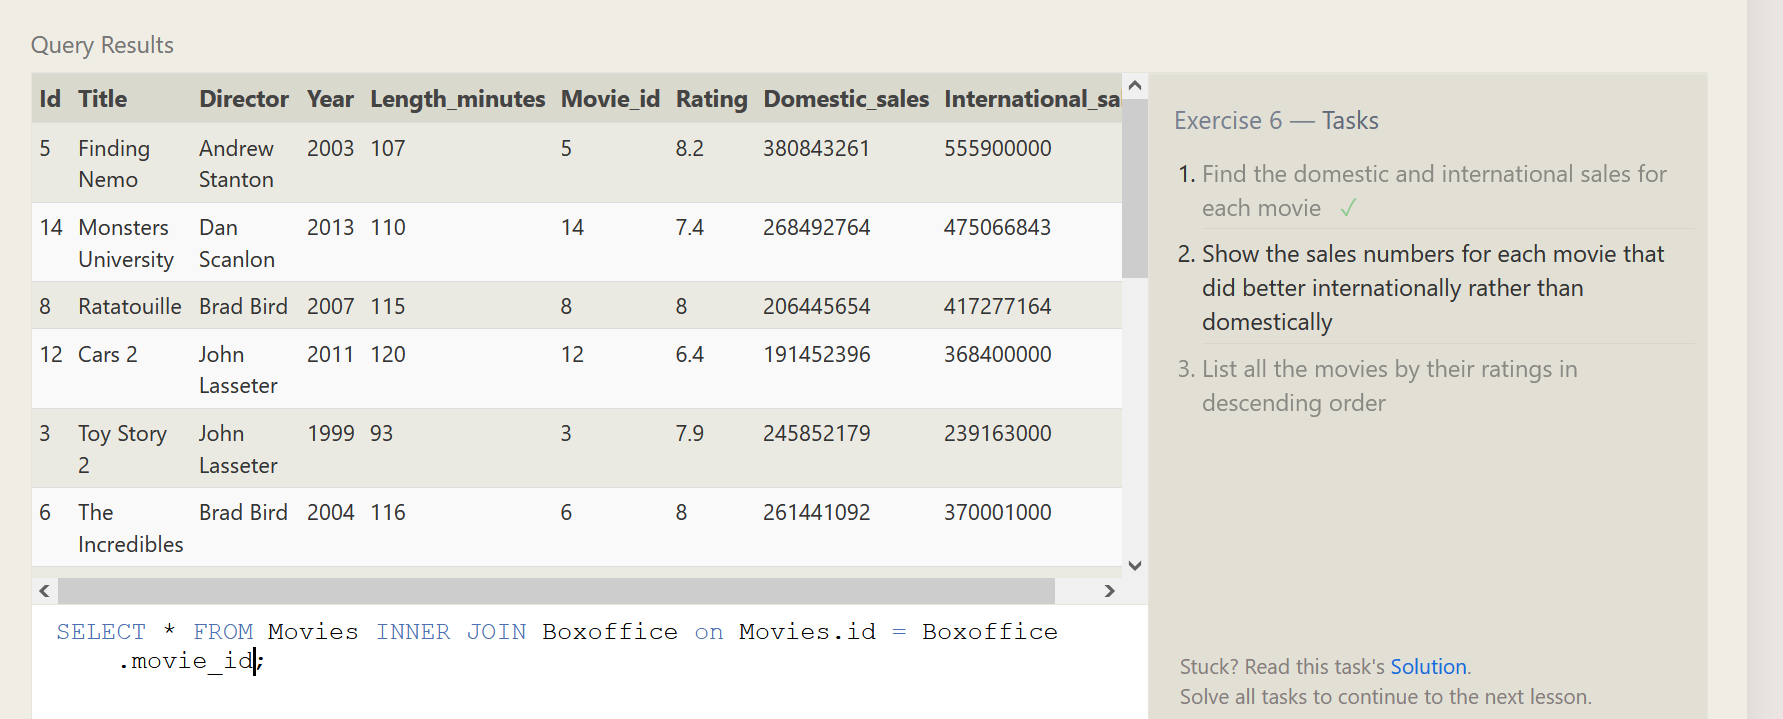 Query Results
Id Title Director Year Length_minutes Movie_id Rating Domestic_sales International_sa
5 Finding Andrew 2003 107 5 8.2 380843261 555900000
Nemo Stanton
14 Monsters Dan 2013 110 14 7.4 268492764 475066843
University Scanlon
8 Ratatouille Brad Bird 2007 115 8 8 206445654 417277164
12 Cars 2 John 2011 120 12 6.4 191452396 368400000
Lasseter
3 Toy Story John 1999 93 3 7.9 245852179 239163000
2 Lasseter
6 The Brad Bird 2004 116 6 8 261441092 370001000
Incredibles
SELECT * FROM Movies INNER JOIN Boxoffice on Movies.id = Boxoffice
.movie_id;
Exercise 6 — Tasks
1. Find the domestic and international sales for
each movie ✓
2. Show the sales numbers for each movie that
did better internationally rather than
domestically
3. List all the movies by their ratings in
descending order
Stuck? Read this task's Solution.
Solve all tasks to continue to the next lesson.